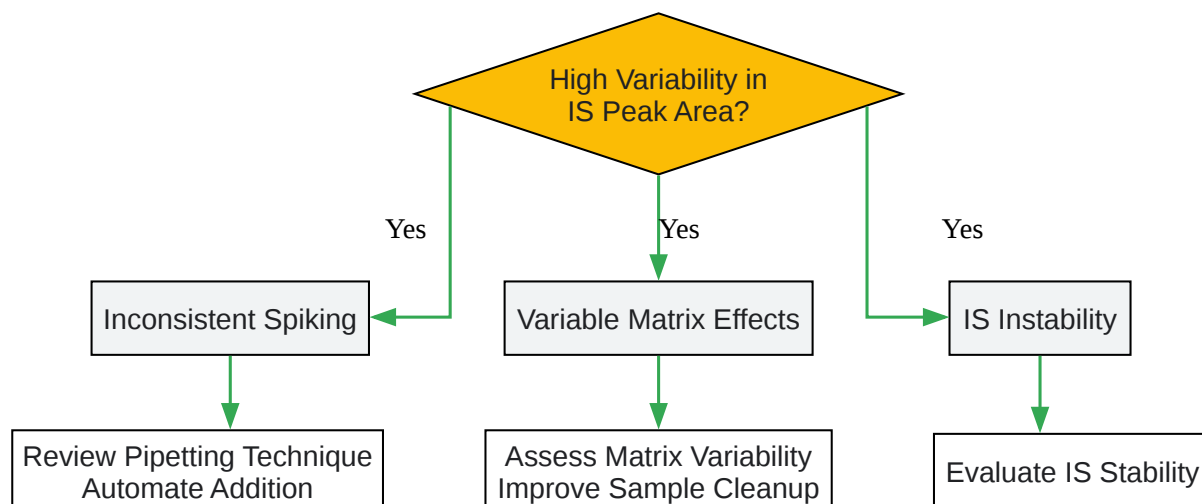 High Variability in
IS Peak Area?
Yes
Yes
Yes
Inconsistent Spiking
Variable Matrix Effects
IS Instability
Review Pipetting Technique
Automate Addition
Assess Matrix Variability
Improve Sample Cleanup
Evaluate IS Stability